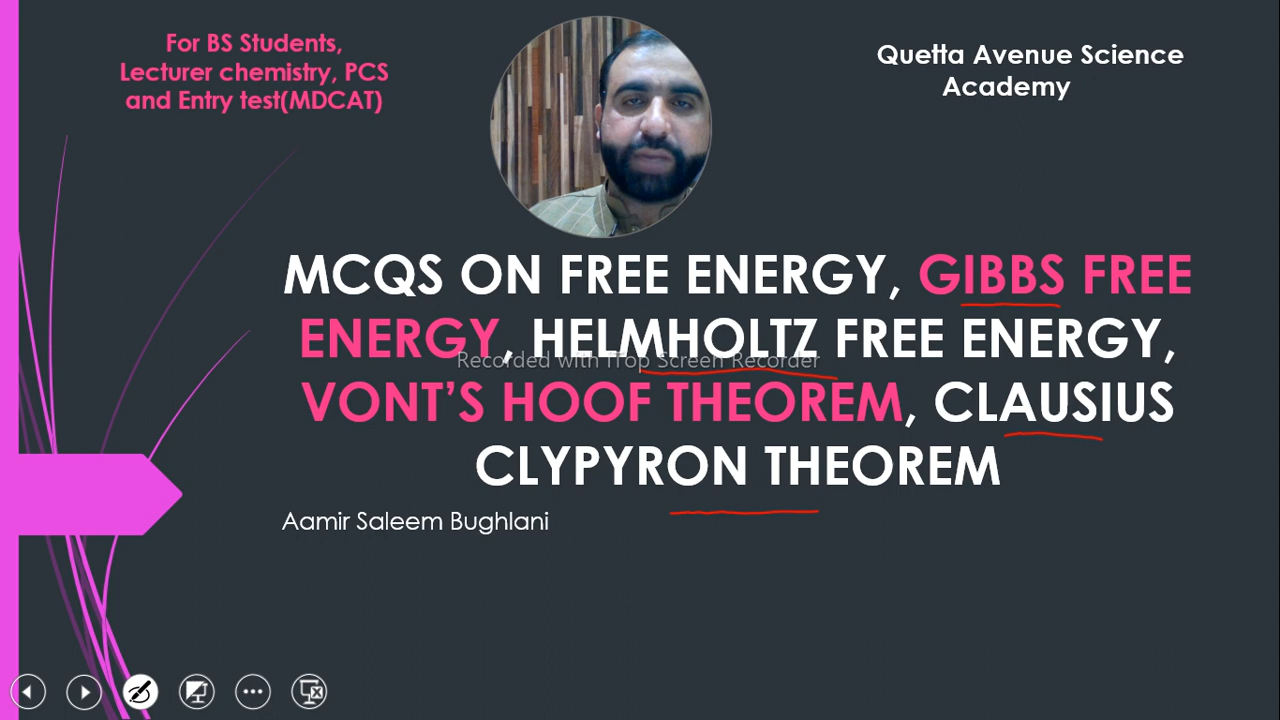 For BS Students,
Lecturer chemistry, PCS
and Entry test(MDCAT)
Quetta Avenue Science
Academy
MCQS ON FREE ENERGY, GIBBS FREE
ENERGY, HELMHOLTZ FREE ENERGY,
Recorded with iTop Screen Recorder
VONT’S HOOF THEOREM, CLAUSIUS
CLYPYRON THEOREM
Aamir Saleem Bughlani